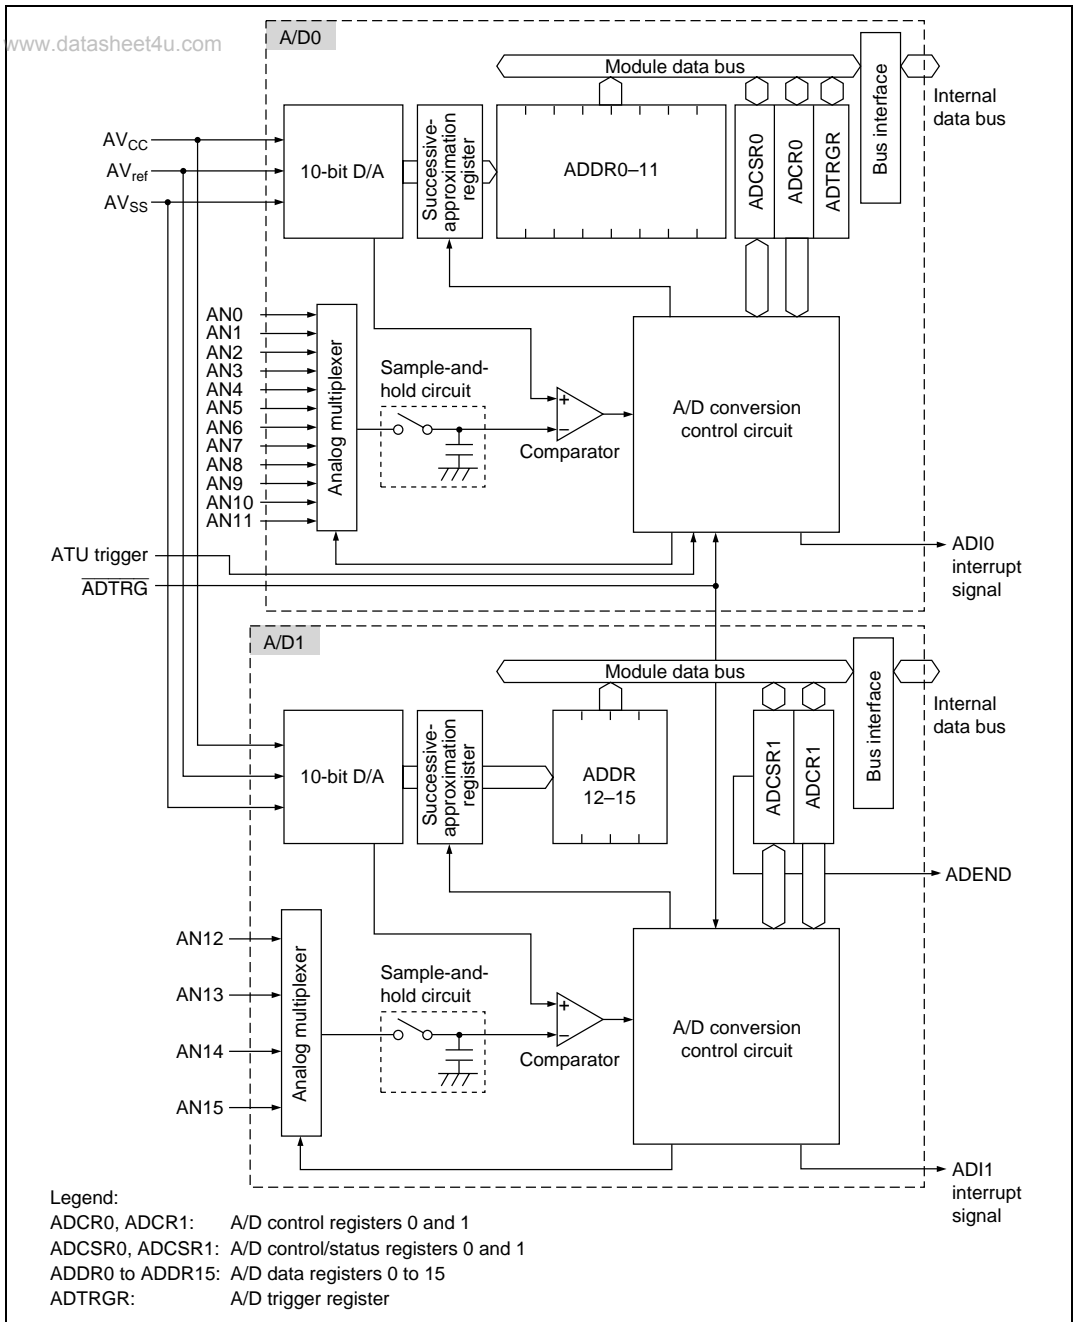 www.datasheet4u.com
A/D0
Module data bus
Bus interface
Internal
data bus
AVCC
AVref
AVSS
10-bit D/A
Successive-
approximation
register
ADDR0–11
ADCSR0
ADCR0
ADTRGR
AN0
AN1
AN2
AN3
AN4
AN5
AN6
AN7
AN8
AN9
AN10
AN11
Analog multiplexer
Sample-and-
hold circuit
+
–
Comparator
A/D conversion
control circuit
ATU trigger
ADTRG
ADI0
interrupt
signal
A/D1
Module data bus
Bus interface
Internal
data bus
10-bit D/A
Successive-
approximation
register
ADDR
12–15
ADCSR1
ADCR1
ADEND
AN12
AN13
AN14
AN15
Analog multiplexer
Sample-and-
hold circuit
+
–
Comparator
A/D conversion
control circuit
ADI1
interrupt
signal
Legend:
ADCR0, ADCR1: A/D control registers 0 and 1
ADCSR0, ADCSR1: A/D control/status registers 0 and 1
ADDR0 to ADDR15: A/D data registers 0 to 15
ADTRGR: A/D trigger register